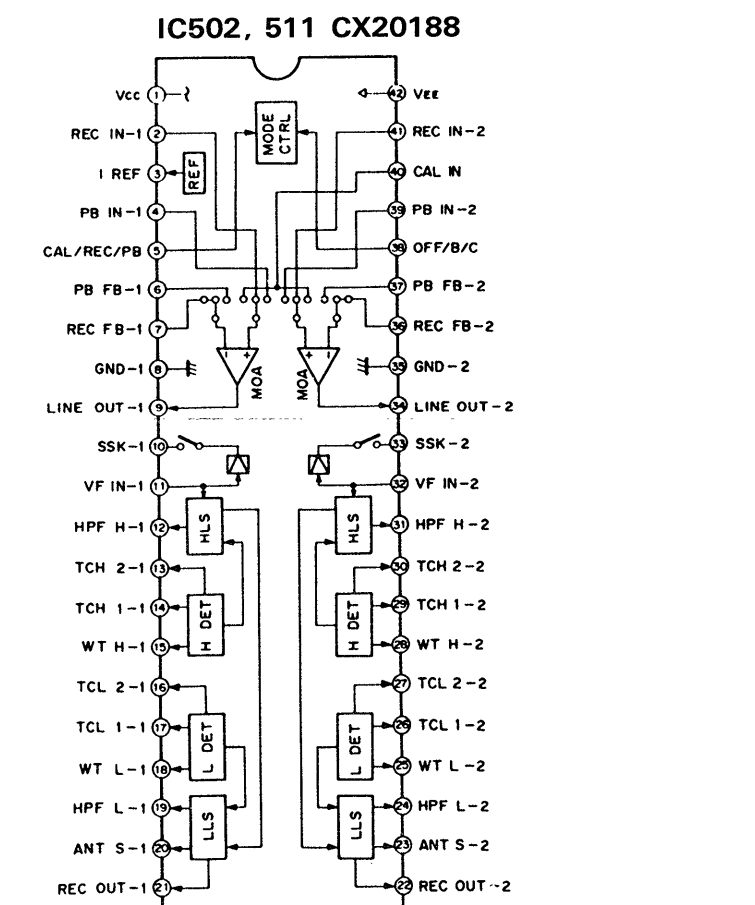 IC502, 511 CX20188
VCC 1 42 VEE
REC IN-1 2 41 REC IN-2
MODE CTRL
I REF 3 REF 40 CAL IN
PB IN-1 4 39 PB IN-2
CAL/REC/PB 5 38 OFF/B/C
PB FB-1 6 37 PB FB-2
REC FB-1 7 36 REC FB-2
- + + -
GND-1 8 MOA MOA 35 GND-2
LINE OUT-1 9 34 LINE OUT-2
SSK-1 10 33 SSK-2
VF IN-1 11 32 VF IN-2
HPF H-1 12 HLS HLS 31 HPF H-2
TCH 2-1 13 30 TCH 2-2
TCH 1-1 14 H DET H DET 29 TCH 1-2
WT H-1 15 28 WT H-2
TCL 2-1 16 27 TCL 2-2
TCL 1-1 17 L DET L DET 26 TCL 1-2
WT L-1 18 25 WT L-2
HPF L-1 19 LLS LLS 24 HPF L-2
ANT S-1 20 23 ANT S-2
REC OUT-1 21 22 REC OUT-2